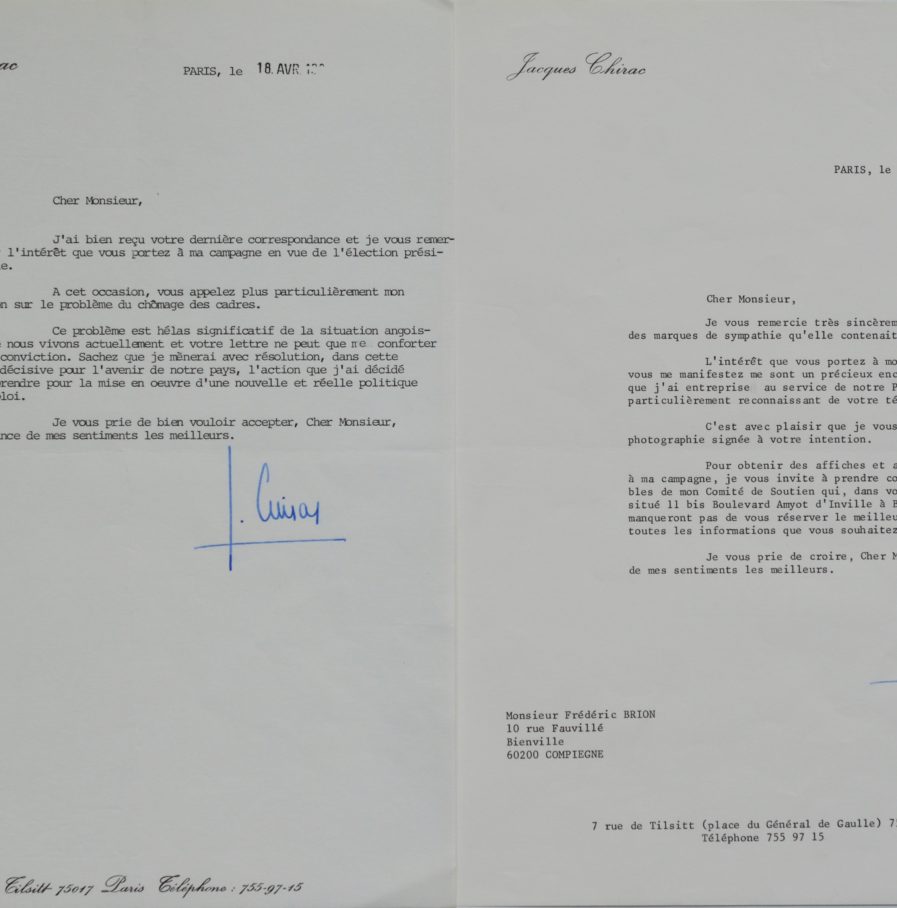 PARIS, le 18. AVR
Cher Monsieur,
J'ai bien reçu votre dernière correspondance et je vous remer-
l'intérêt que vous portez à ma campagne en vue de l'élection prési-
e.
A cet occasion, vous appelez plus particulièrement mon
n sur le problème du chômage des cadres.
Ce problème est hélas significatif de la situation angois-
nous vivons actuellement et votre lettre ne peut que me conforter
conviction. Sachez que je mènerai avec résolution, dans cette
décisive pour l'avenir de notre pays, l'action que j'ai décidé
rendre pour la mise en oeuvre d'une nouvelle et réelle politique
loi.
Je vous prie de bien vouloir accepter, Cher Monsieur,
nce de mes sentiments les meilleurs.
Tilsitt 75017 Paris Téléphone : 755-97-15
Jacques Chirac
PARIS, le
Cher Monsieur,
Je vous remercie très sincèrem
des marques de sympathie qu'elle contenait
L'intérêt que vous portez à mo
vous me manifestez me sont un précieux enc
que j'ai entreprise au service de notre P
particulièrement reconnaissant de votre té
C'est avec plaisir que je vous
photographie signée à votre intention.
Pour obtenir des affiches et a
à ma campagne, je vous invite à prendre co
bles de mon Comité de Soutien qui, dans vo
situé 11 bis Boulevard Amyot d'Inville à B
manqueront pas de vous réserver le meilleu
toutes les informations que vous souhaitez
Je vous prie de croire, Cher M
de mes sentiments les meilleurs.
Monsieur Frédéric BRION
10 rue Fauvillé
Bienville
60200 COMPIEGNE
7 rue de Tilsitt (place du Général de Gaulle) 7
Téléphone 755 97 15